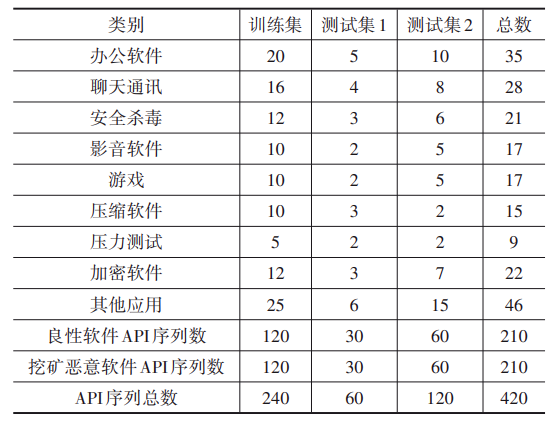 类别 训练集 测试集1 测试集2 总数
办公软件 20 5 10 35
聊天通讯 16 4 8 28
安全杀毒 12 3 6 21
影音软件 10 2 5 17
游戏 10 2 5 17
压缩软件 10 3 2 15
压力测试 5 2 2 9
加密软件 12 3 7 22
其他应用 25 6 15 46
良性软件API序列数 120 30 60 210
挖矿恶意软件API序列数 120 30 60 210
API序列总数 240 60 120 420